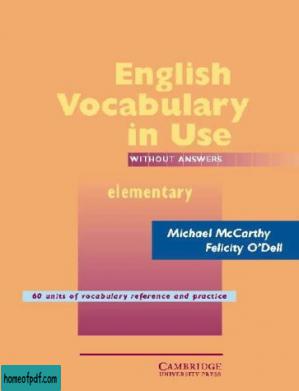 English
Vocabulary
in Use
WITHOUT ANSWERS
elementary
Michael McCarthy
Felicity O'Dell
60 units of vocabulary reference and practice
CAMBRIDGE
UNIVERSITY PRESS
homeofpdf.com